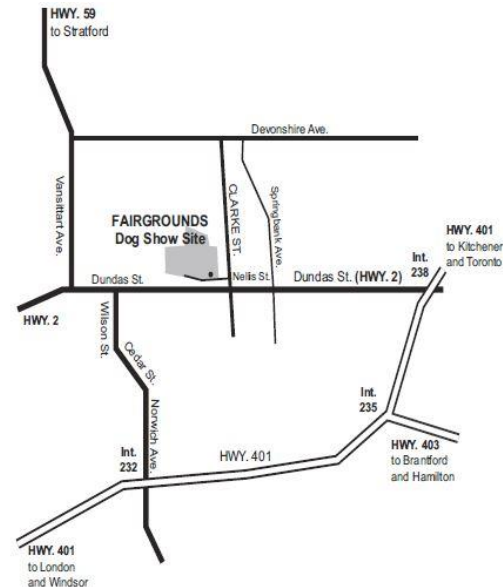 HWY. 59
to Stratford
Devonshire Ave.
Vansittart Ave.
FAIRGROUNDS
Dog Show Site
CLARKE ST.
Springbank Ave.
HWY. 401
to Kitchener
and Toronto
Int.
238
Nellis St.
Dundas St.
Dundas St. (HWY. 2)
HWY. 2
Wilson St.
Cedar St.
Norwich Ave.
Int.
235
Int.
232
HWY. 401
HWY. 403
to Brantford
and Hamilton
HWY. 401
to London
and Windsor